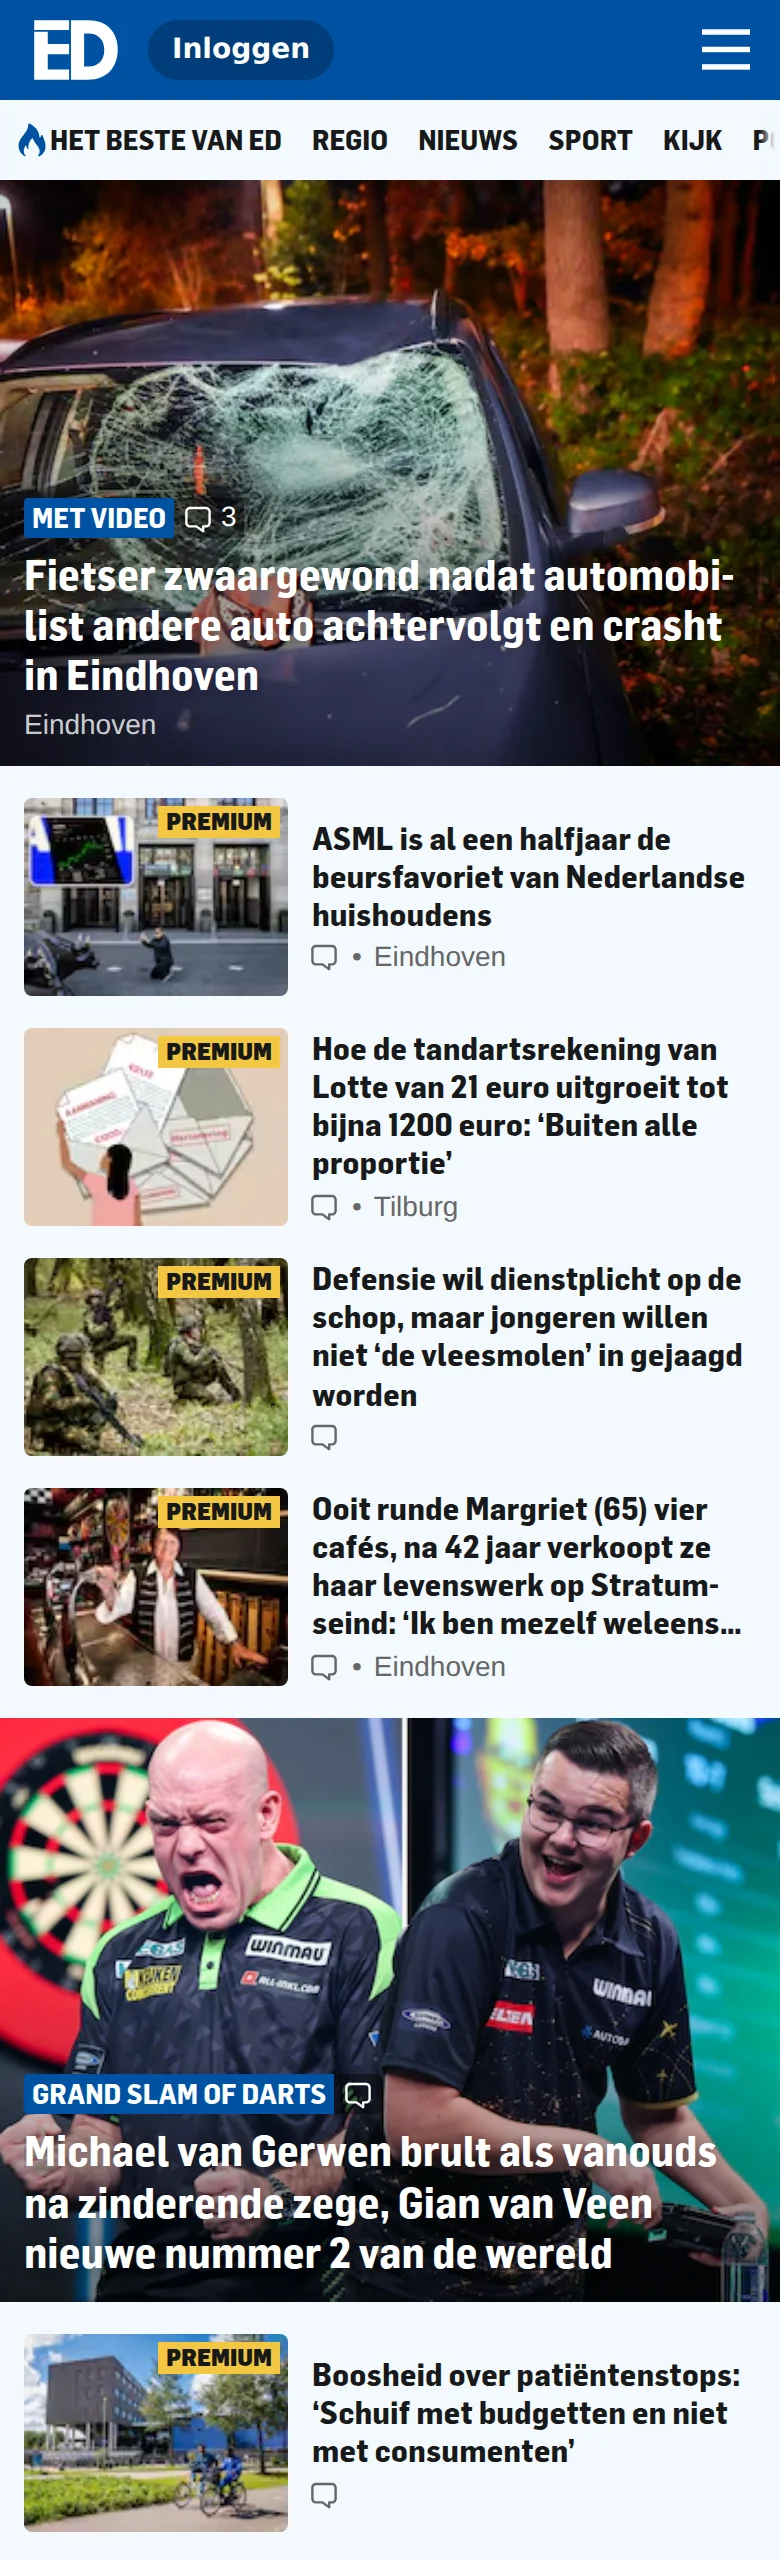 ED
Inloggen
HET BESTE VAN ED REGIO NIEUWS SPORT KIJK
MET VIDEO 3
Fietser zwaargewond nadat automobi-
list andere auto achtervolgt en crasht
in Eindhoven
Eindhoven
PREMIUM
ASML is al een halfjaar de
beursfavoriet van Nederlandse
huishoudens
• Eindhoven
PREMIUM
Hoe de tandartsrekening van
Lotte van 21 euro uitgroeit tot
bijna 1200 euro: ‘Buiten alle
proportie’
• Tilburg
PREMIUM
Defensie wil dienstplicht op de
schop, maar jongeren willen
niet ‘de vleesmolen’ in gejaagd
worden
PREMIUM
Ooit runde Margriet (65) vier
cafés, na 42 jaar verkoopt ze
haar levenswerk op Stratum-
seind: ‘Ik ben mezelf weleens...
• Eindhoven
WINMAU
ALL-INKL.COM
WINMAU
GRAND SLAM OF DARTS
Michael van Gerwen brult als vanouds
na zinderende zege, Gian van Veen
nieuwe nummer 2 van de wereld
PREMIUM
Boosheid over patiëntenstops:
‘Schuif met budgetten en niet
met consumenten’